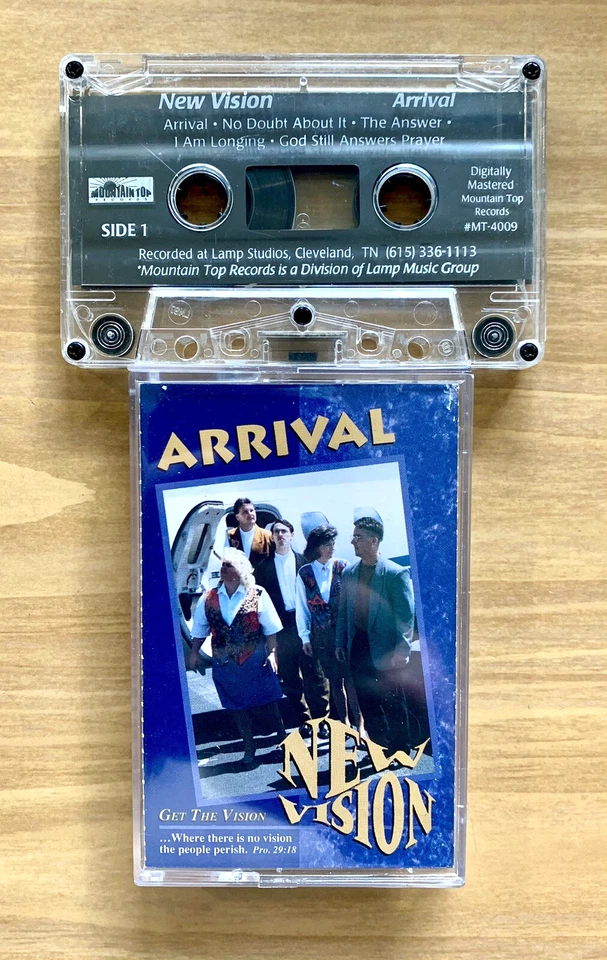 New Vision Arrival
Arrival • No Doubt About It • The Answer •
I Am Longing • God Still Answers Prayer
MOUNTAIN TOP
RECORDS
SIDE 1
Digitally
Mastered
Mountain Top
Records
#MT-4009
Recorded at Lamp Studios, Cleveland, TN (615) 336-1113
*Mountain Top Records is a Division of Lamp Music Group
ARRIVAL
NEW
VISION
GET THE VISION
...Where there is no vision
the people perish. Pro. 29:18